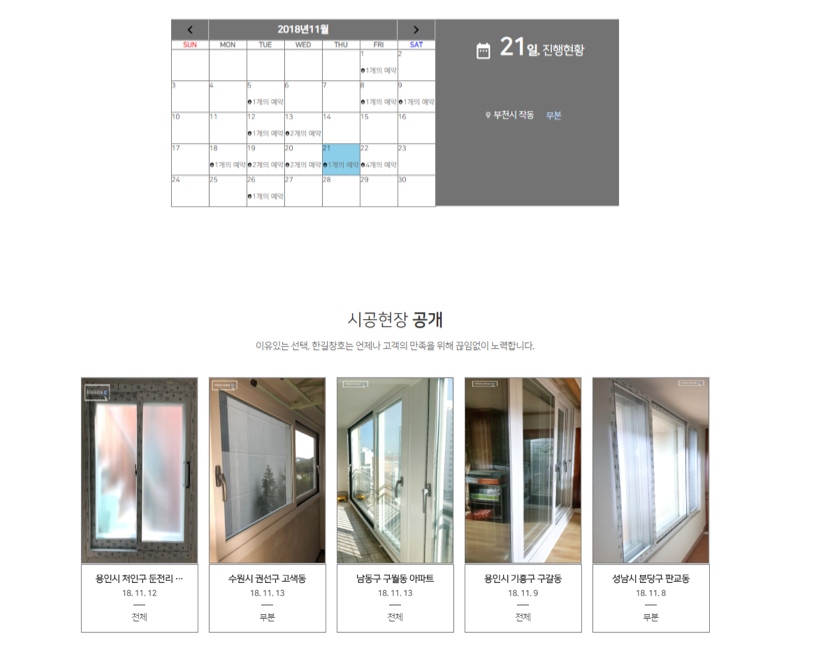 2018년11월
SUN MON TUE WED THU FRI SAT
1 2
1개의 예약
3 4 5 6 7 8 9
1개의 예약 1개의 예약 1개의 예약
10 11 12 13 14 15 16
1개의 예약 2개의 예약
17 18 19 20 21 22 23
1개의 예약 2개의 예약 2개의 예약 1개의 예약 4개의 예약
24 25 26 27 28 29 30
1개의 예약
21일. 진행현황
부천시 작동 부분
시공현장 공개
이유있는 선택, 한길창호는 언제나 고객의 만족을 위해 끊임없이 노력합니다.
용인시 처인구 둔전리 ...
18. 11. 12
전체
수원시 권선구 고색동
18. 11. 13
부분
남동구 구월동 아파트
18. 11. 13
전체
용인시 기흥구 구갈동
18. 11. 9
전체
성남시 분당구 판교동
18. 11. 8
부분